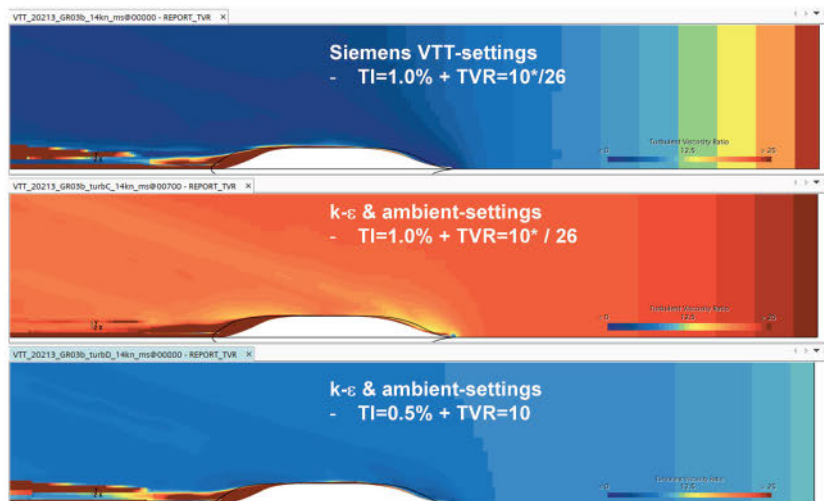 VTT_20213_GR03b_14kn_ms@00000 - REPORT_TVR ×
Siemens VTT-settings
- TI=1.0% + TVR=10*/26
Turbulent Viscosity Ratio
< 0 12.5 > 25
VTT_20213_GR03b_turbC_14kn_ms@00700 - REPORT_TVR ×
k-ε & ambient-settings
- TI=1.0% + TVR=10* / 26
Turbulent Viscosity Ratio
< 0 12.5 > 25
VTT_20213_GR03b_turbD_14kn_ms@00000 - REPORT_TVR ×
k-ε & ambient-settings
- TI=0.5% + TVR=10
Turbulent Viscosity Ratio
< 0 12.5 > 25